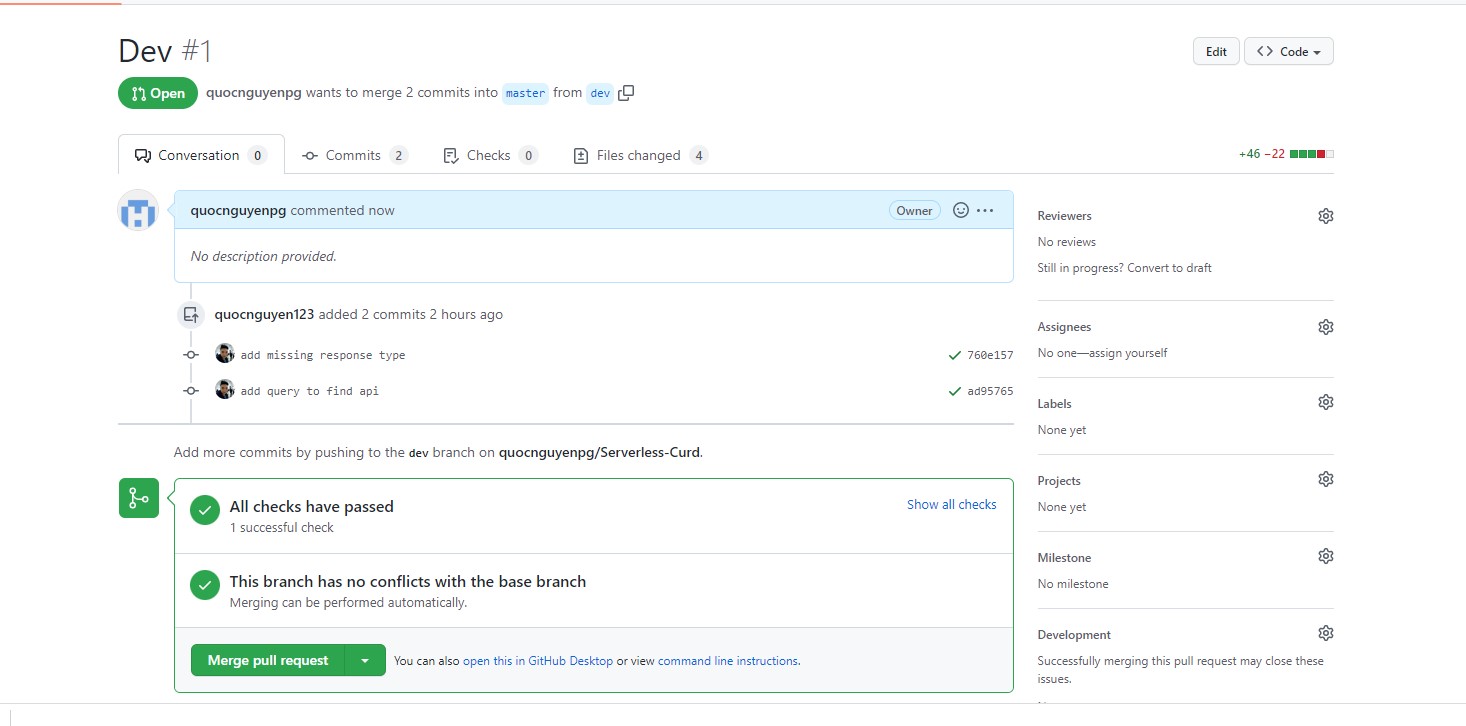 Dev #1
Edit
Code
Open
quocnguyenpg wants to merge 2 commits into master from dev
Conversation 0
Commits 2
Checks 0
Files changed 4
+46 −22
quocnguyenpg commented now
Owner
No description provided.
quocnguyen123 added 2 commits 2 hours ago
add missing response type
760e157
add query to find api
ad95765
Add more commits by pushing to the dev branch on quocnguyenpg/Serverless-Curd.
All checks have passed
1 successful check
Show all checks
This branch has no conflicts with the base branch
Merging can be performed automatically.
Merge pull request
You can also open this in GitHub Desktop or view command line instructions.
Reviewers
No reviews
Still in progress? Convert to draft
Assignees
No one—assign yourself
Labels
None yet
Projects
None yet
Milestone
No milestone
Development
Successfully merging this pull request may close these
issues.